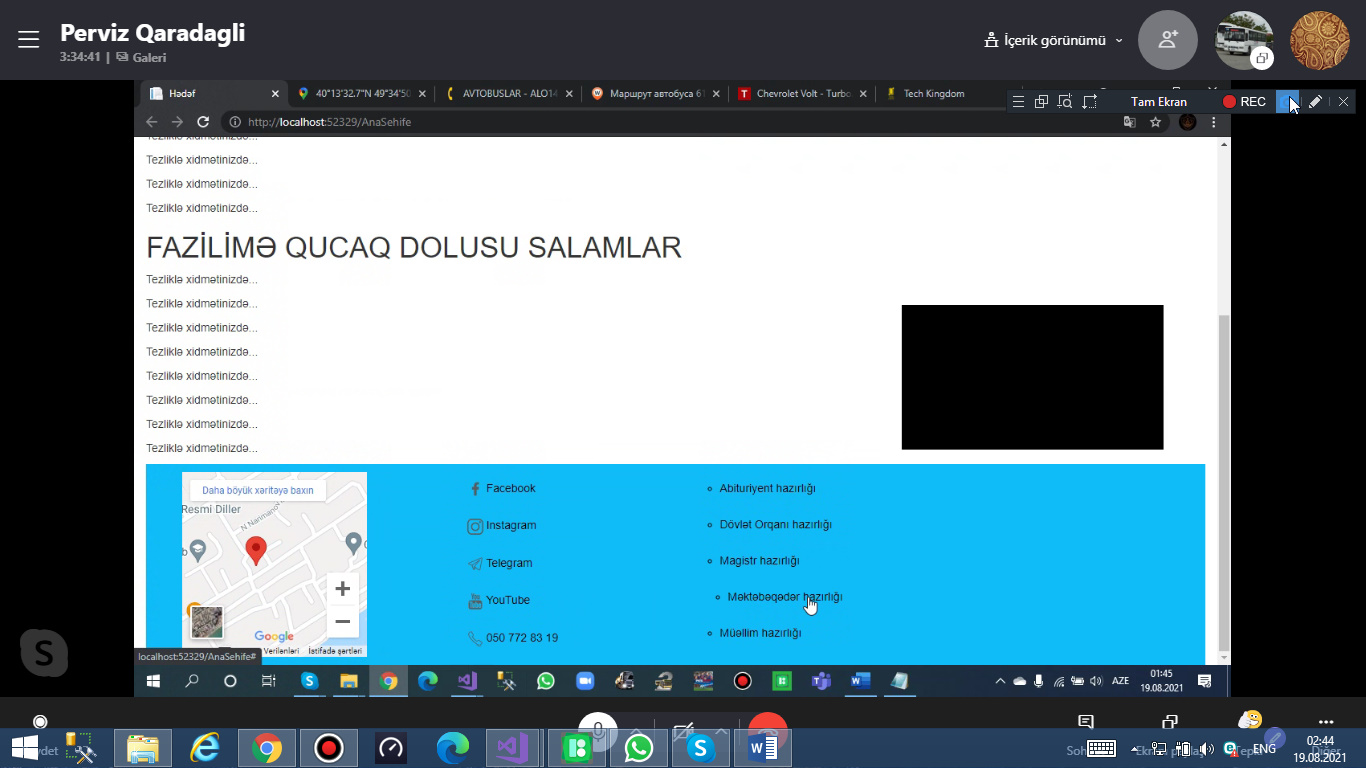 Perviz Qaradagli
3:34:41 | Galeri
İçerik görünümü
Hədəf
40°13'32.7"N 49°34'50
AVTOBUSLAR - ALO14
Маршрут автобуса 61
Chevrolet Volt - Turbo
Tech Kingdom
Tam Ekran
REC
http://localhost:52329/AnaSehife
Tezliklə xidmətinizdə...
Tezliklə xidmətinizdə...
Tezliklə xidmətinizdə...
Tezliklə xidmətinizdə...
FAZİLİMƏ QUCAQ DOLUSU SALAMLAR
Tezliklə xidmətinizdə...
Tezliklə xidmətinizdə...
Tezliklə xidmətinizdə...
Tezliklə xidmətinizdə...
Tezliklə xidmətinizdə...
Tezliklə xidmətinizdə...
Tezliklə xidmətinizdə...
Tezliklə xidmətinizdə...
Daha böyük xəritəyə baxın
Resmi Diller
N Nərimanov
Google
Verilənləri
İstifadə şərtləri
Facebook
Instagram
Telegram
YouTube
050 772 83 19
Abituriyent hazırlığı
Dövlət Orqanı hazırlığı
Magistr hazırlığı
Məktəbəqədər hazırlığı
Müəllim hazırlığı
localhost:52329/AnaSehife#
AZE
01:45
19.08.2021
ENG
02:44
19.08.2021